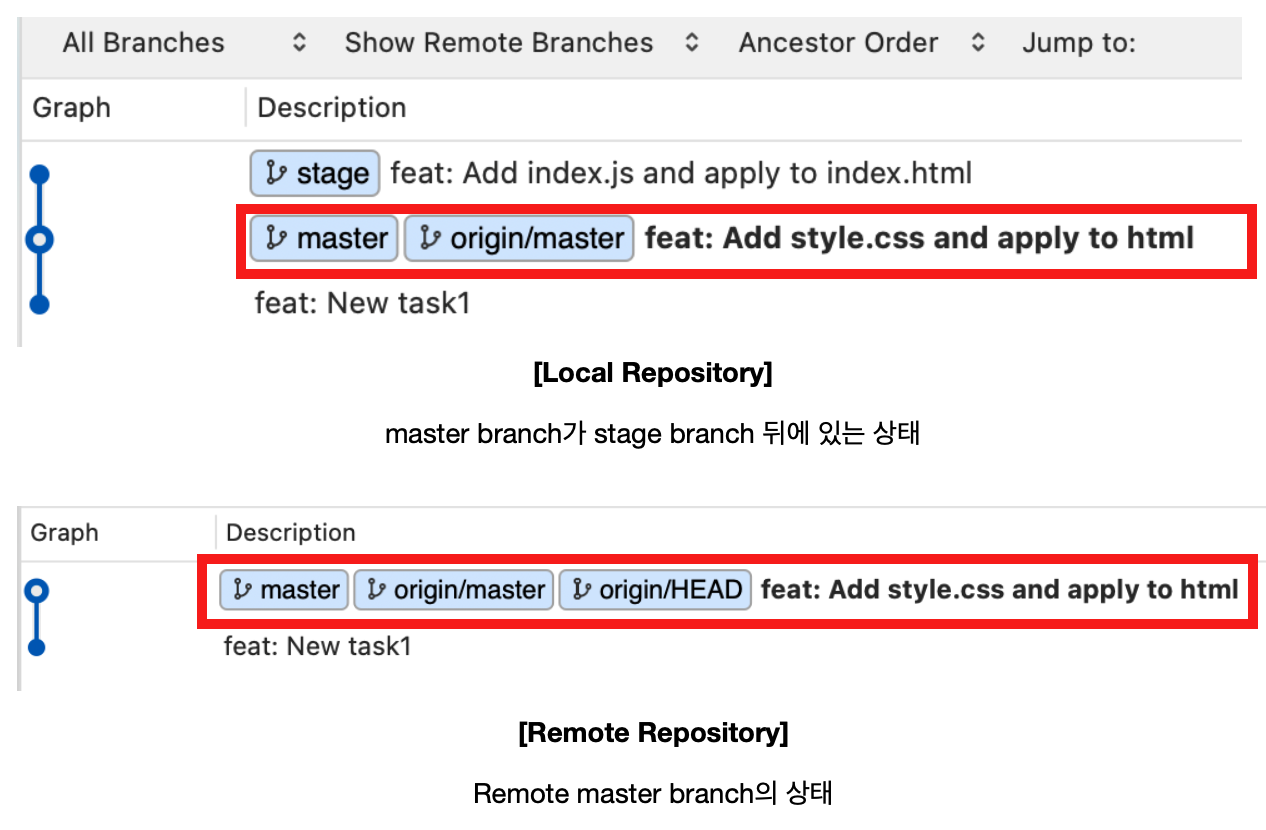 All Branches Show Remote Branches Ancestor Order Jump to:
Graph Description
stage feat: Add index.js and apply to index.html
master origin/master feat: Add style.css and apply to html
feat: New task1
[Local Repository]
master branch가 stage branch 뒤에 있는 상태
Graph Description
master origin/master origin/HEAD feat: Add style.css and apply to html
feat: New task1
[Remote Repository]
Remote master branch의 상태